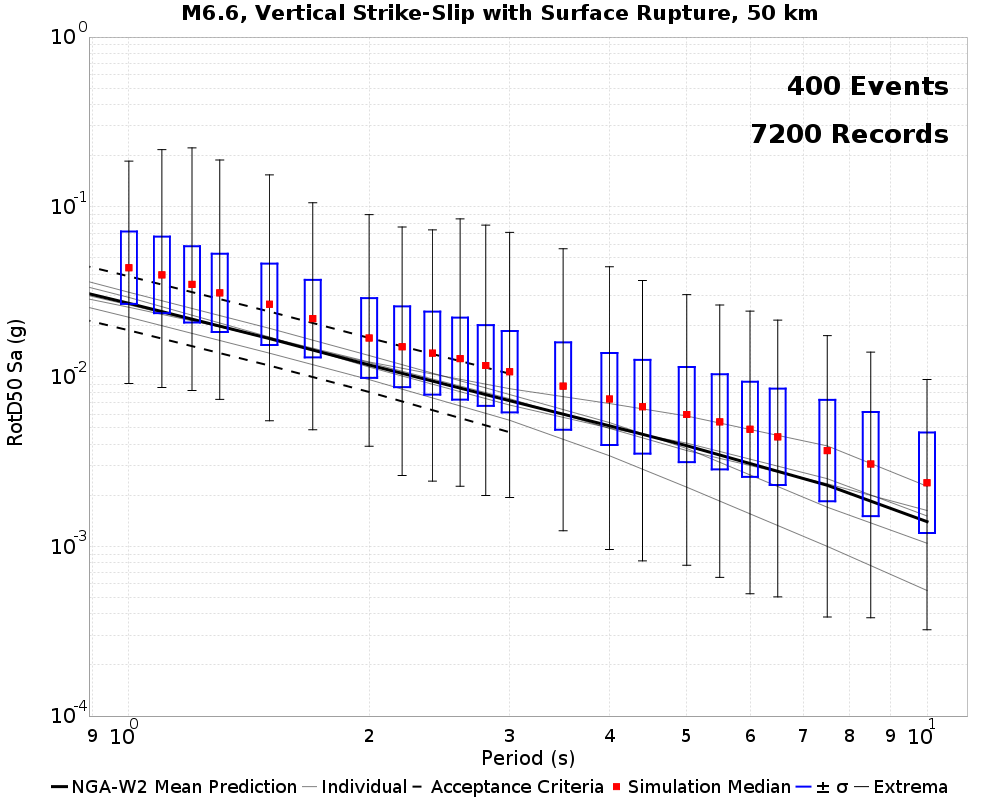 M6.6, Vertical Strike-Slip with Surface Rupture, 50 km
400 Events
7200 Records
RotD50 Sa (g)
10^0
10^-1
10^-2
10^-3
10^-4
9 10^0 2 3 4 5 6 7 8 9 10^1
Period (s)
NGA-W2 Mean Prediction Individual Acceptance Criteria Simulation Median ± σ Extrema